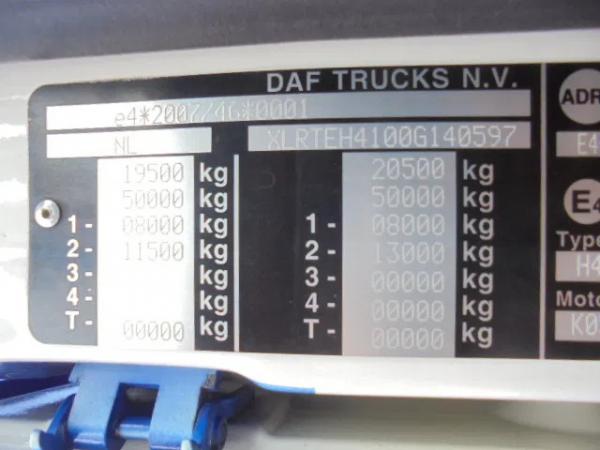 DAF TRUCKS N.V.
ADR
e4*2007/46*0001
NL XLRTEH4100G140597 E4
19500 kg 20500 kg
50000 kg 50000 kg
1- 08000 kg 1- 08000 kg E4
2- 11500 kg 2- 13000 kg Type
3- kg 3- 00000 kg H4
4- kg 4- 00000 kg Moto
T- 00000 kg T- 00000 kg